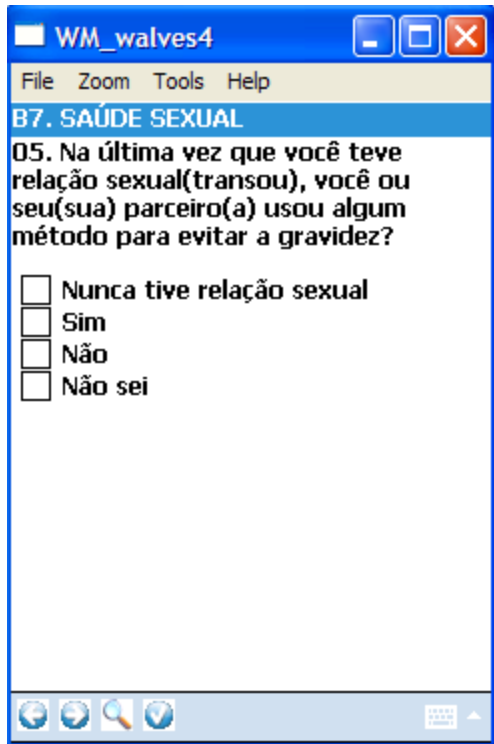 WM_walves4
File Zoom Tools Help
B7. SAÚDE SEXUAL
05. Na última vez que você teve
relação sexual(transou), você ou
seu(sua) parceiro(a) usou algum
método para evitar a gravidez?
Nunca tive relação sexual
Sim
Não
Não sei